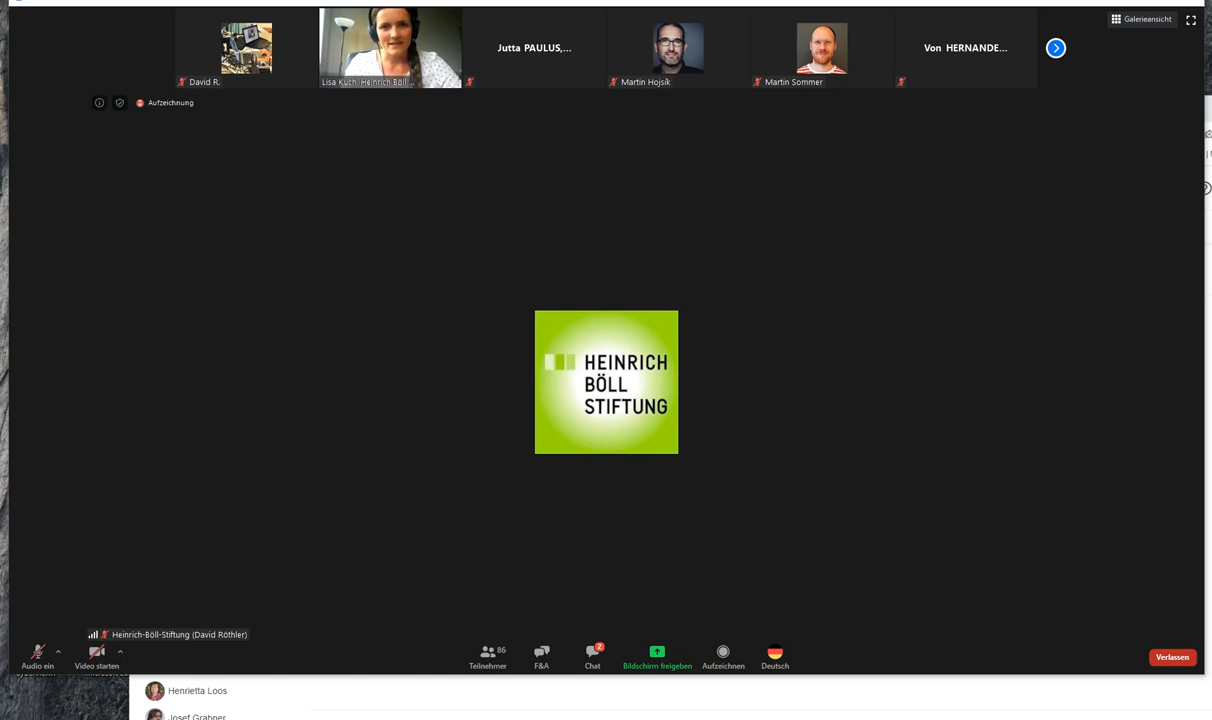 Galerieansicht
David R.
Lisa Kuch -Heinrich Böll ...
Jutta PAULUS,...
Martin Hojsík
Martin Sommer
Von HERNANDE...
Aufzeichnung
HEINRICH
BÖLL
STIFTUNG
Heinrich-Böll-Stiftung (David Röthler)
Audio ein
Video starten
86
Teilnehmer
F&A
2
Chat
Bildschirm freigeben
Aufzeichnen
Deutsch
Verlassen
Henrietta Loos
Josef Grabner